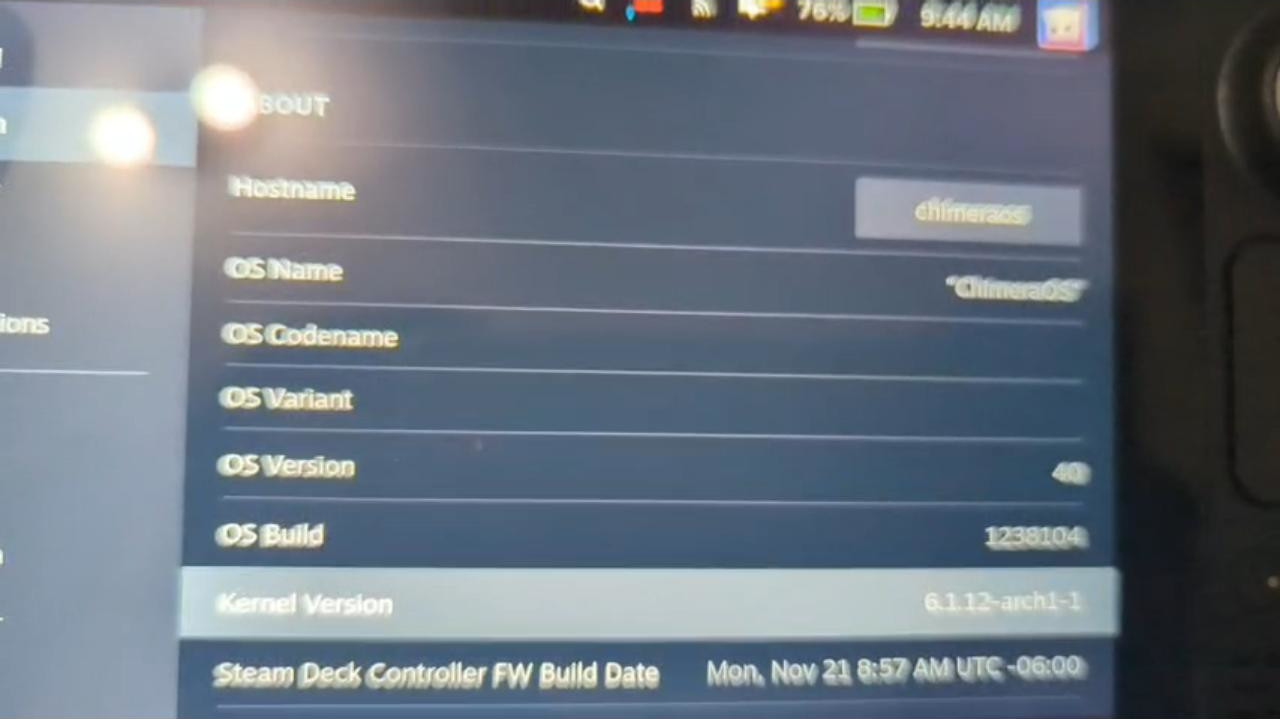 76% 9:44 AM
BOUT
Hostname chimeraos
OS Name "ChimeraOS"
ions
OS Codename
OS Variant
OS Version 40
OS Build 1238104
Kernel Version 6.1.12-arch1-1
Steam Deck Controller FW Build Date Mon, Nov 21 8:57 AM UTC -06:00